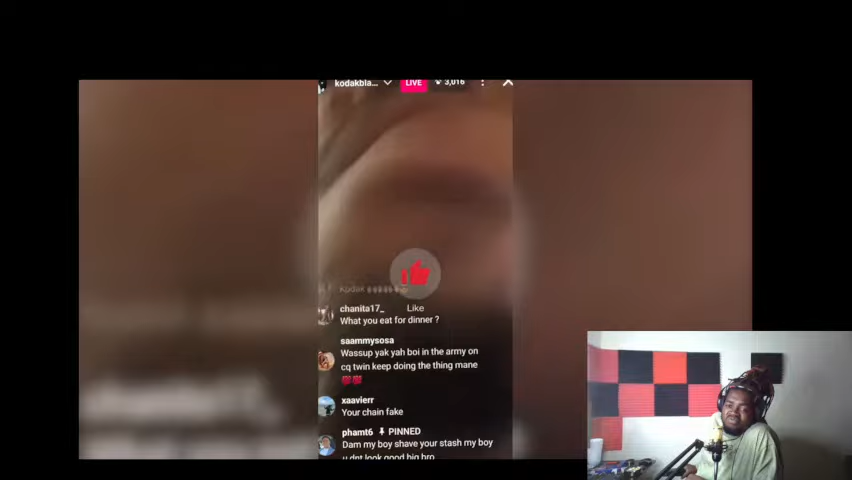 kodakbla... LIVE 3,016
Kodak
chanita17_ Like
What you eat for dinner ?
saammysosa
Wassup yak yah boi in the army on
cq twin keep doing the thing mane
xaavierr
Your chain fake
phamt6 PINNED
Dam my boy shave your stash my boy
u dnt look good big bro